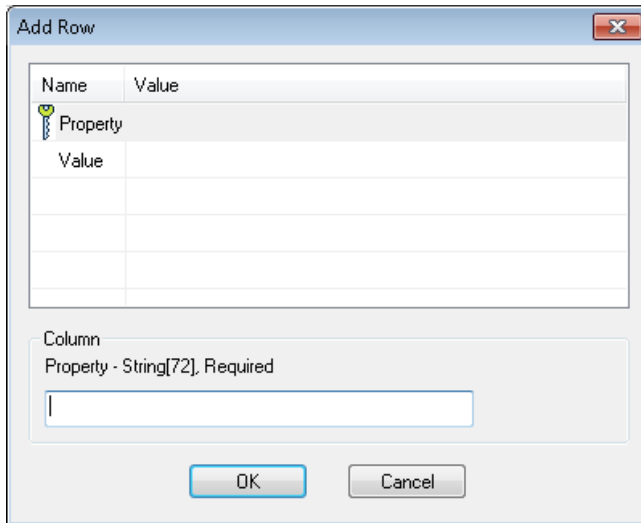 Add Row
Name Value
Property
Value
Column
Property - String[72], Required
OK Cancel